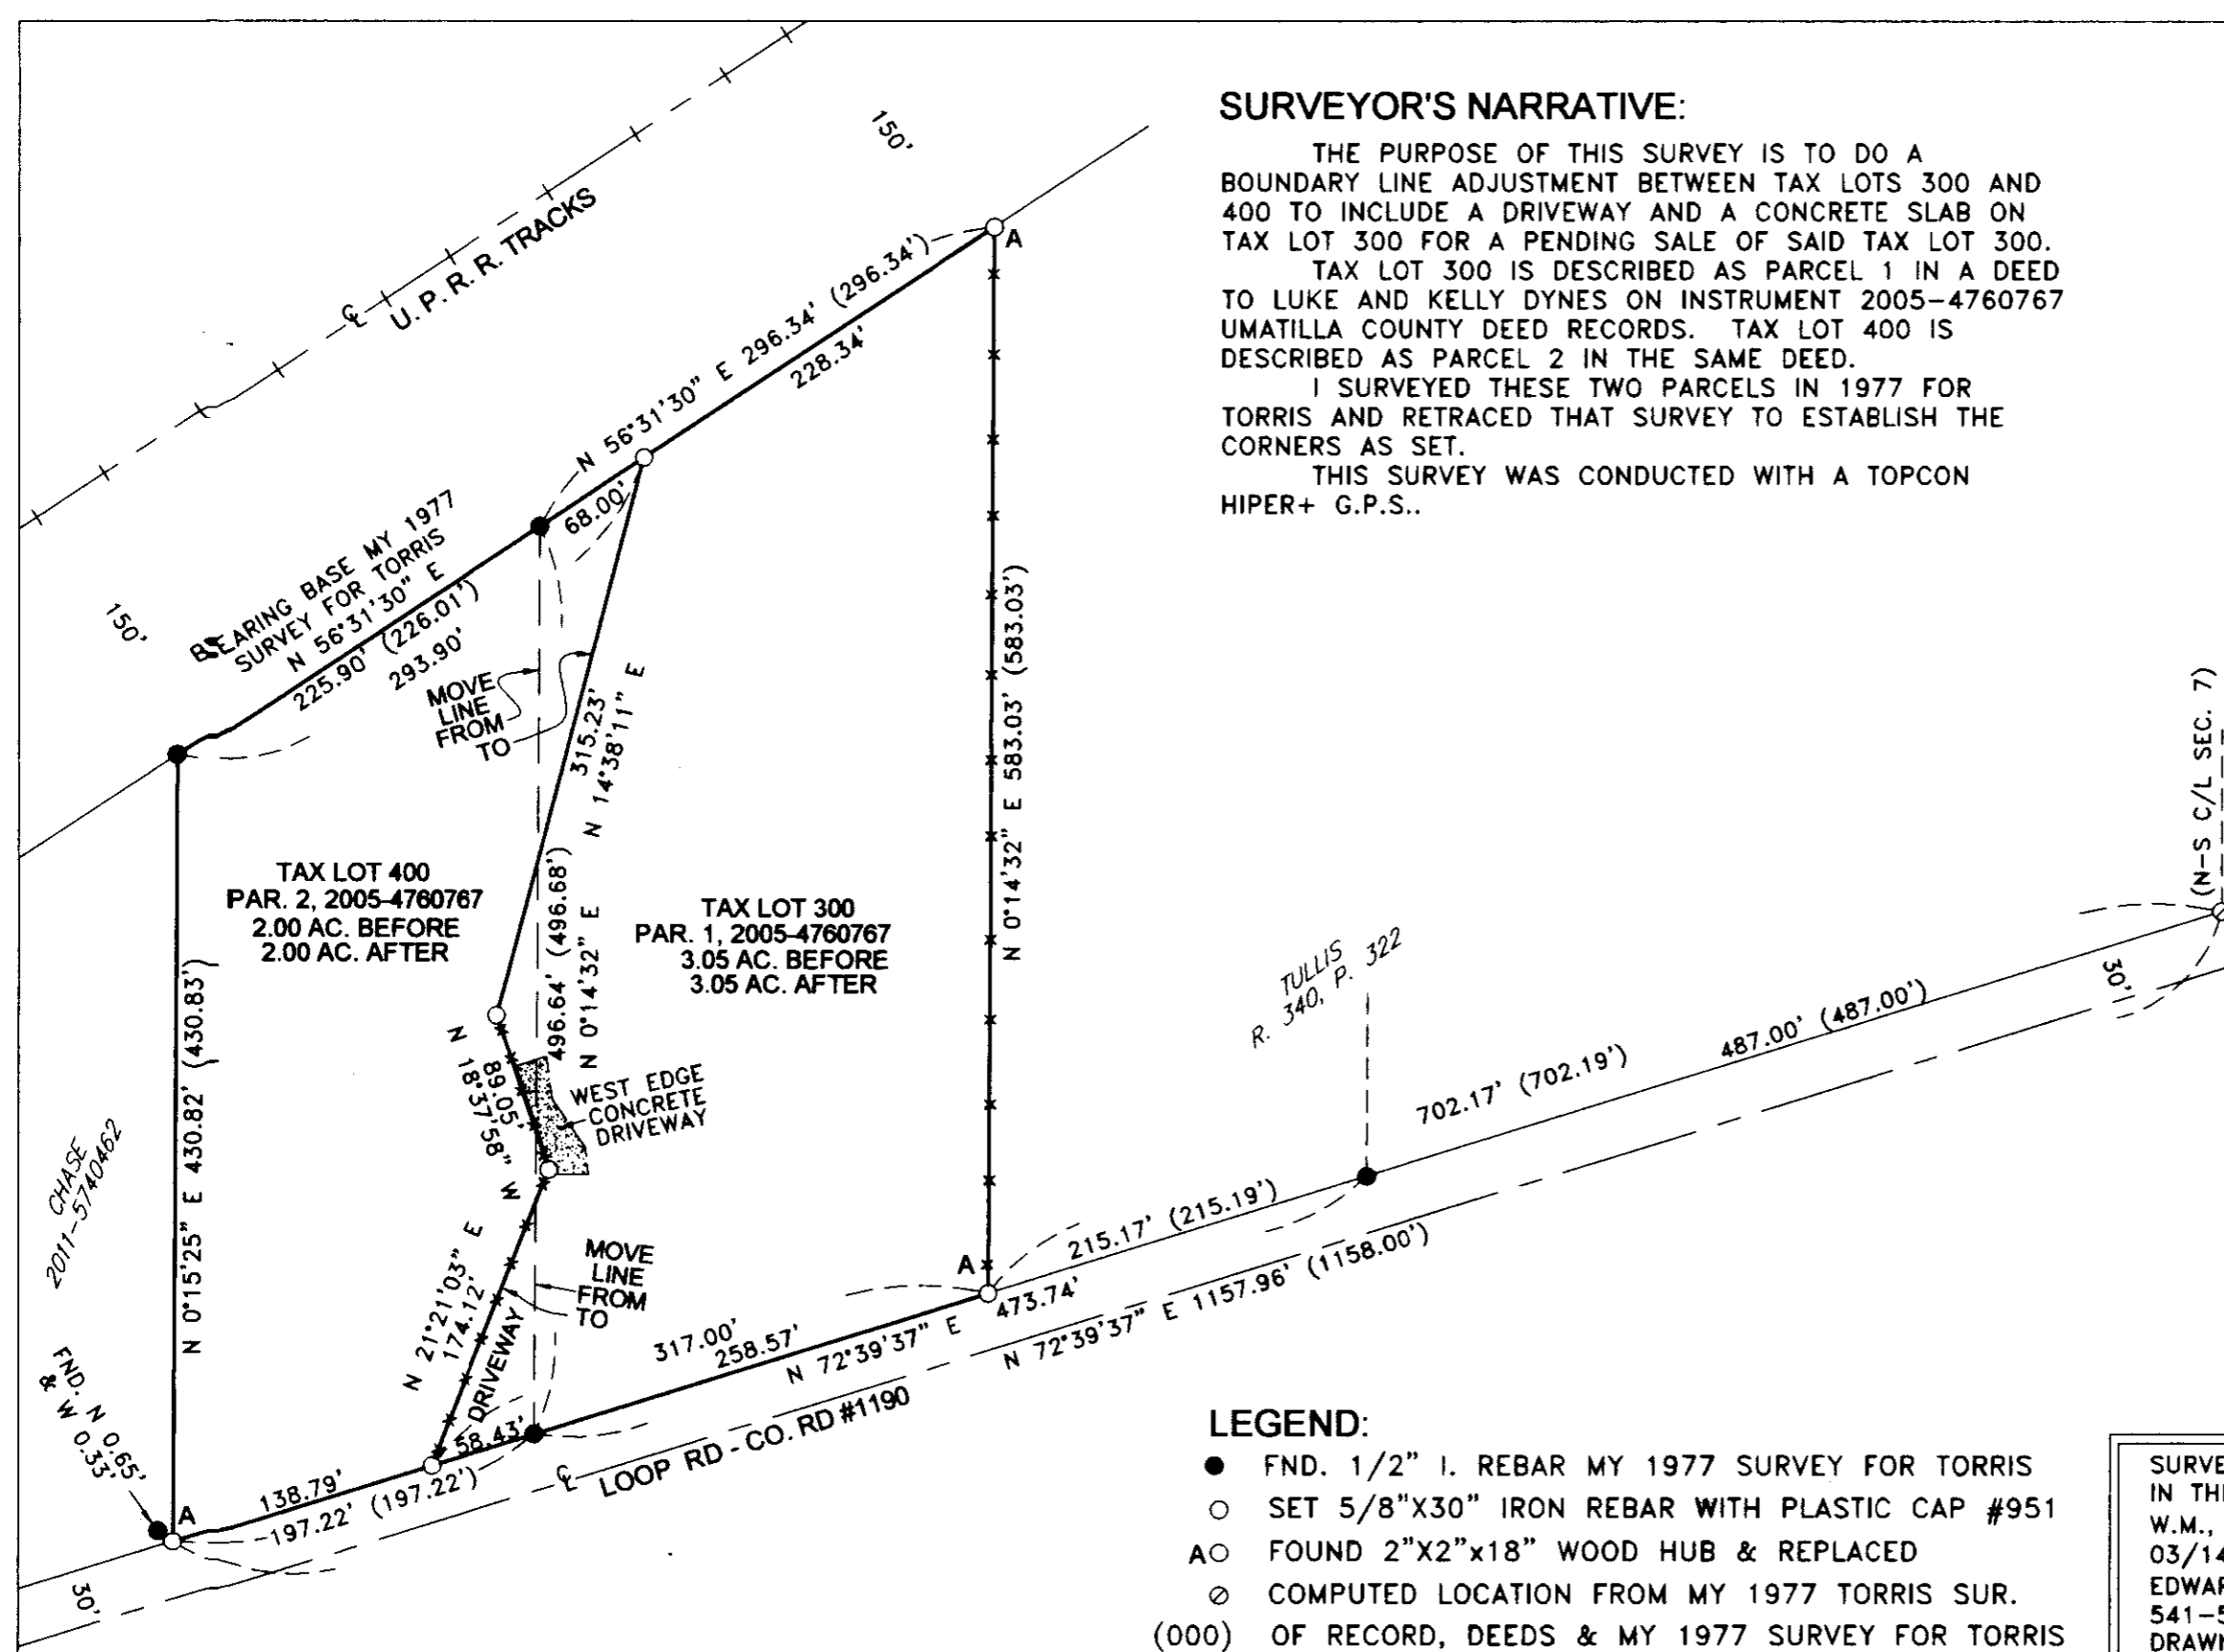 SURVEYOR'S NARRATIVE:
THE PURPOSE OF THIS SURVEY IS TO DO A
BOUNDARY LINE ADJUSTMENT BETWEEN TAX LOTS 300 AND
400 TO INCLUDE A DRIVEWAY AND A CONCRETE SLAB ON
TAX LOT 300 FOR A PENDING SALE OF SAID TAX LOT 300.
TAX LOT 300 IS DESCRIBED AS PARCEL 1 IN A DEED
TO LUKE AND KELLY DYNES ON INSTRUMENT 2005-4760767
UMATILLA COUNTY DEED RECORDS. TAX LOT 400 IS
DESCRIBED AS PARCEL 2 IN THE SAME DEED.
I SURVEYED THESE TWO PARCELS IN 1977 FOR
TORRIS AND RETRACED THAT SURVEY TO ESTABLISH THE
CORNERS AS SET.
THIS SURVEY WAS CONDUCTED WITH A TOPCON
HIPER+ G.P.S..
150'
℄ U. P. R. R. TRACKS
A
N 56°31'30" E 296.34' (296.34')
228.34'
68.00'
150'
BEARING BASE MY 1977
SURVEY FOR TORRIS
N 56°31'30" E
225.90' (226.01')
293.90'
MOVE
LINE
FROM
TO
315.23'
N 14°38'11" E
N 0°14'32" E 583.03' (583.03')
(N-S C/L SEC. 7)
TAX LOT 400
PAR. 2, 2005-4760767
2.00 AC. BEFORE
2.00 AC. AFTER
496.64' (496.68')
N 0°14'32" E
TAX LOT 300
PAR. 1, 2005-4760767
3.05 AC. BEFORE
3.05 AC. AFTER
TULLIS
R. 340, P. 322
30'
487.00' (487.00')
702.17' (702.19')
N 18°37'58" W
89.05'
WEST EDGE
CONCRETE
DRIVEWAY
CHASE
2011-5740462
N 0°15'25" E 430.82' (430.83')
215.17' (215.19')
A
473.74'
N 72°39'37" E 1157.96' (1158.00')
N 21°21'03" E
174.12'
DRIVEWAY
MOVE
LINE
FROM
TO
317.00'
258.57'
N 72°39'37" E
58.43'
℄ LOOP RD - CO. RD #1190
FND. N 0.65'
& W 0.33'
A
138.79'
197.22' (197.22')
30'
LEGEND:
● FND. 1/2" I. REBAR MY 1977 SURVEY FOR TORRIS
○ SET 5/8"X30" IRON REBAR WITH PLASTIC CAP #951
A○ FOUND 2"X2"x18" WOOD HUB & REPLACED
⊘ COMPUTED LOCATION FROM MY 1977 TORRIS SUR.
(000) OF RECORD, DEEDS & MY 1977 SURVEY FOR TORRIS
SURVE
IN TH
W.M.,
03/14
EDWAR
541-5
DRAWN